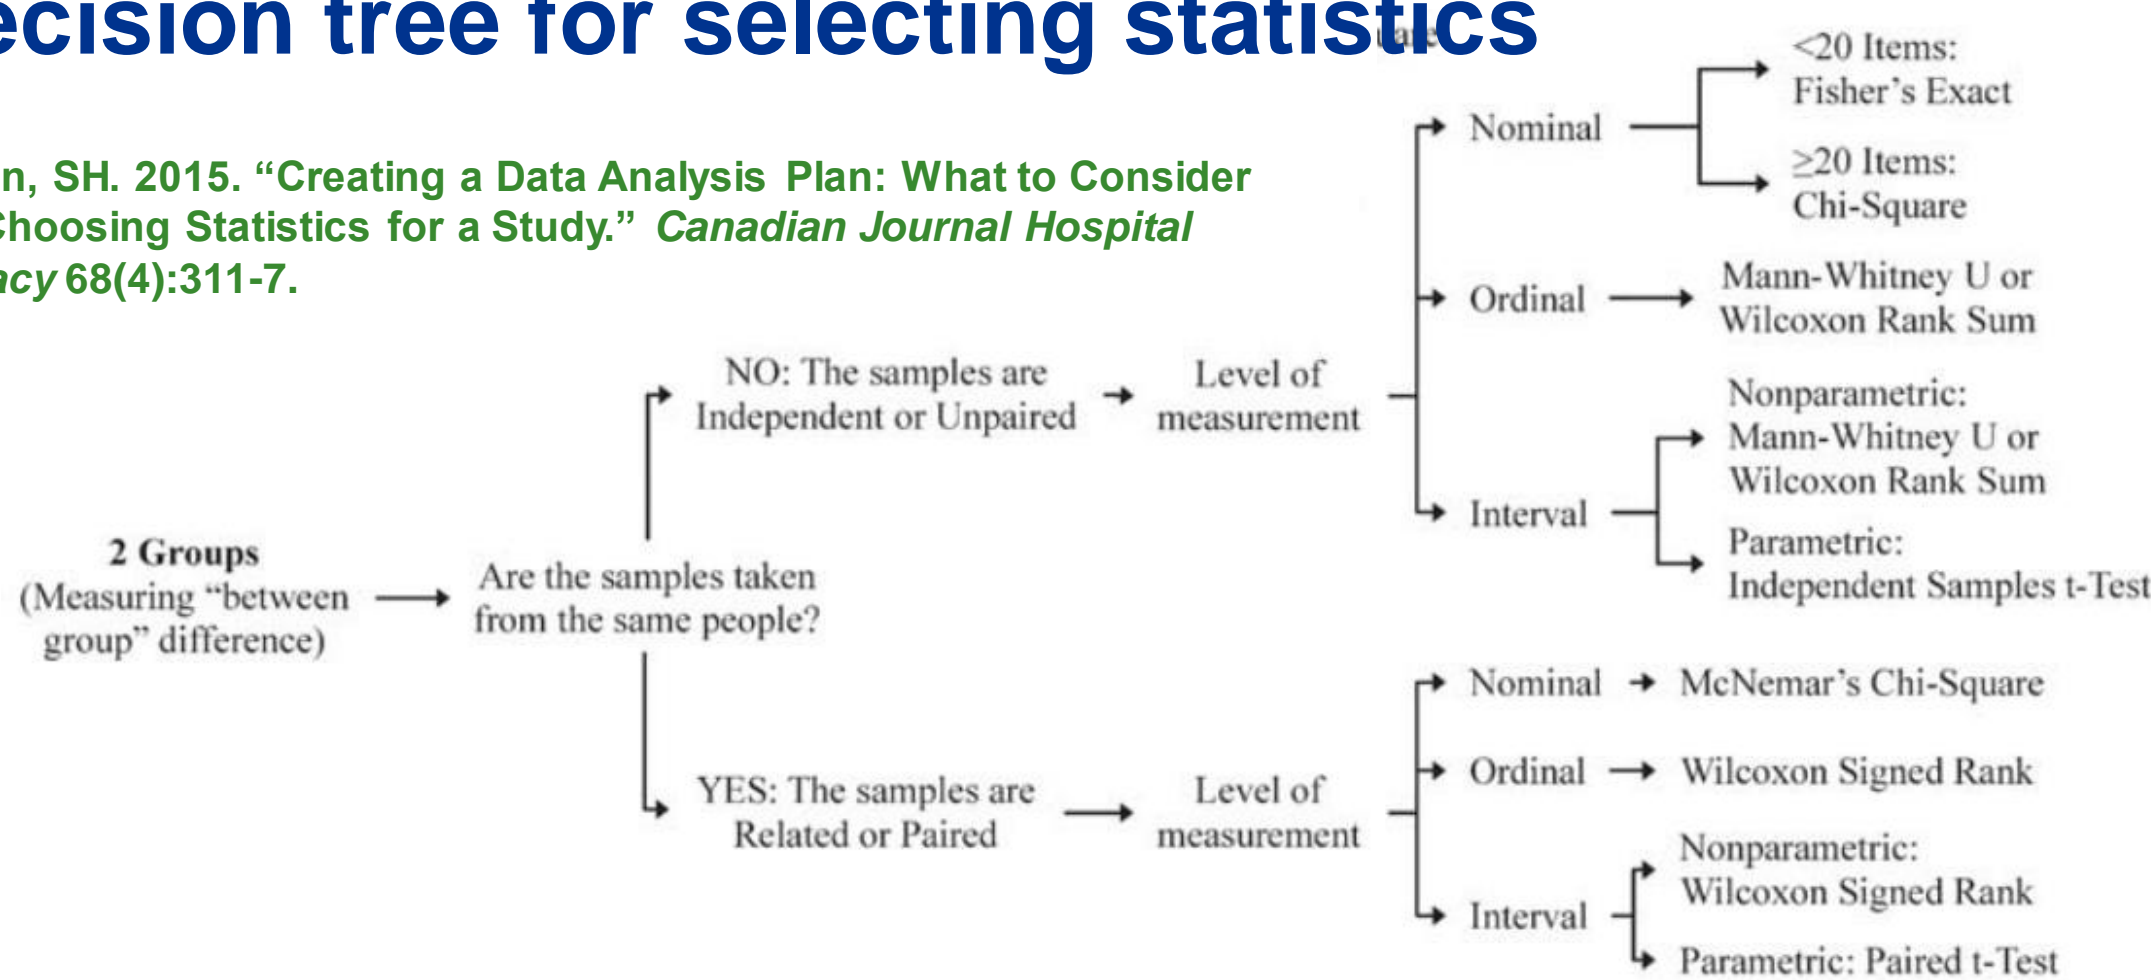 ecision tree for selecting statistics
n, SH. 2015. “Creating a Data Analysis Plan: What to Consider
Choosing Statistics for a Study.” Canadian Journal Hospital
acy 68(4):311-7.
2 Groups
(Measuring “between
group” difference)
Are the samples taken
from the same people?
NO: The samples are
Independent or Unpaired
Level of
measurement
Nominal
<20 Items:
Fisher’s Exact
≥20 Items:
Chi-Square
Ordinal
Mann-Whitney U or
Wilcoxon Rank Sum
Interval
Nonparametric:
Mann-Whitney U or
Wilcoxon Rank Sum
Parametric:
Independent Samples t-Test
YES: The samples are
Related or Paired
Level of
measurement
Nominal
McNemar’s Chi-Square
Ordinal
Wilcoxon Signed Rank
Interval
Nonparametric:
Wilcoxon Signed Rank
Parametric: Paired t-Test